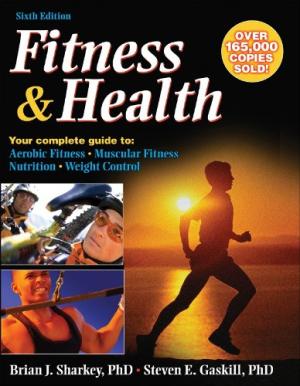 Sixth Edition
Fitness
& Health
OVER
165,000
COPIES
SOLD!
Your complete guide to:
Aerobic Fitness • Muscular Fitness
Nutrition • Weight Control
Brian J. Sharkey, PhD • Steven E. Gaskill, PhD